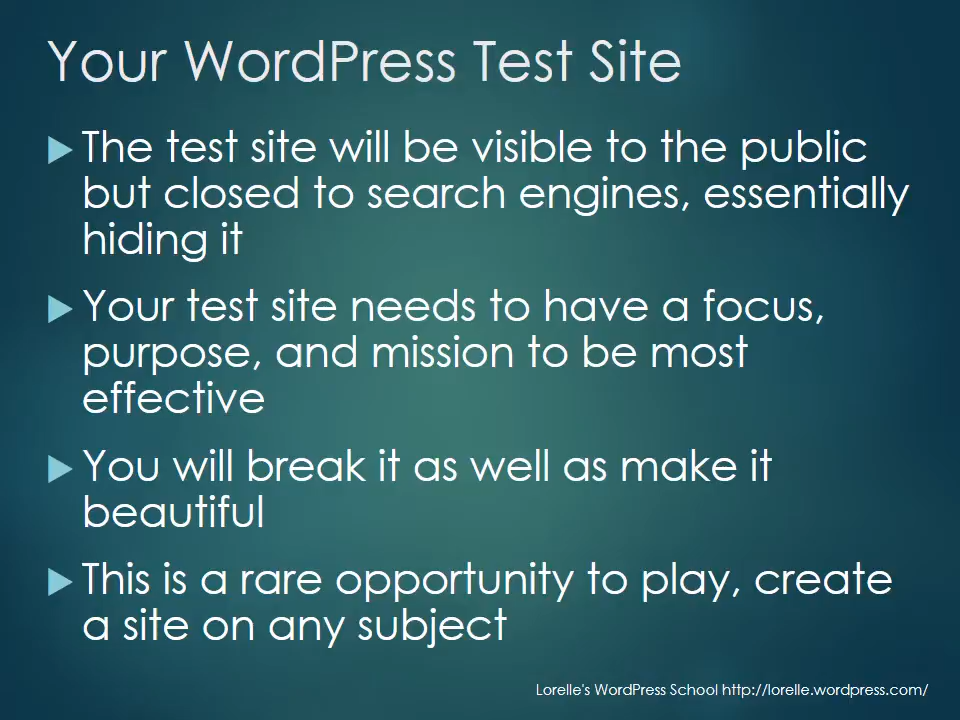 Your WordPress Test Site
The test site will be visible to the public
but closed to search engines, essentially
hiding it
Your test site needs to have a focus,
purpose, and mission to be most
effective
You will break it as well as make it
beautiful
This is a rare opportunity to play, create
a site on any subject
Lorelle's WordPress School http://lorelle.wordpress.com/